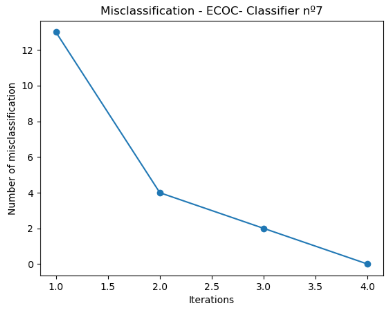 Misclassification - ECOC- Classifier nº7
Number of misclassification
12
10
8
6
4
2
0
1.0 1.5 2.0 2.5 3.0 3.5 4.0
Iterations